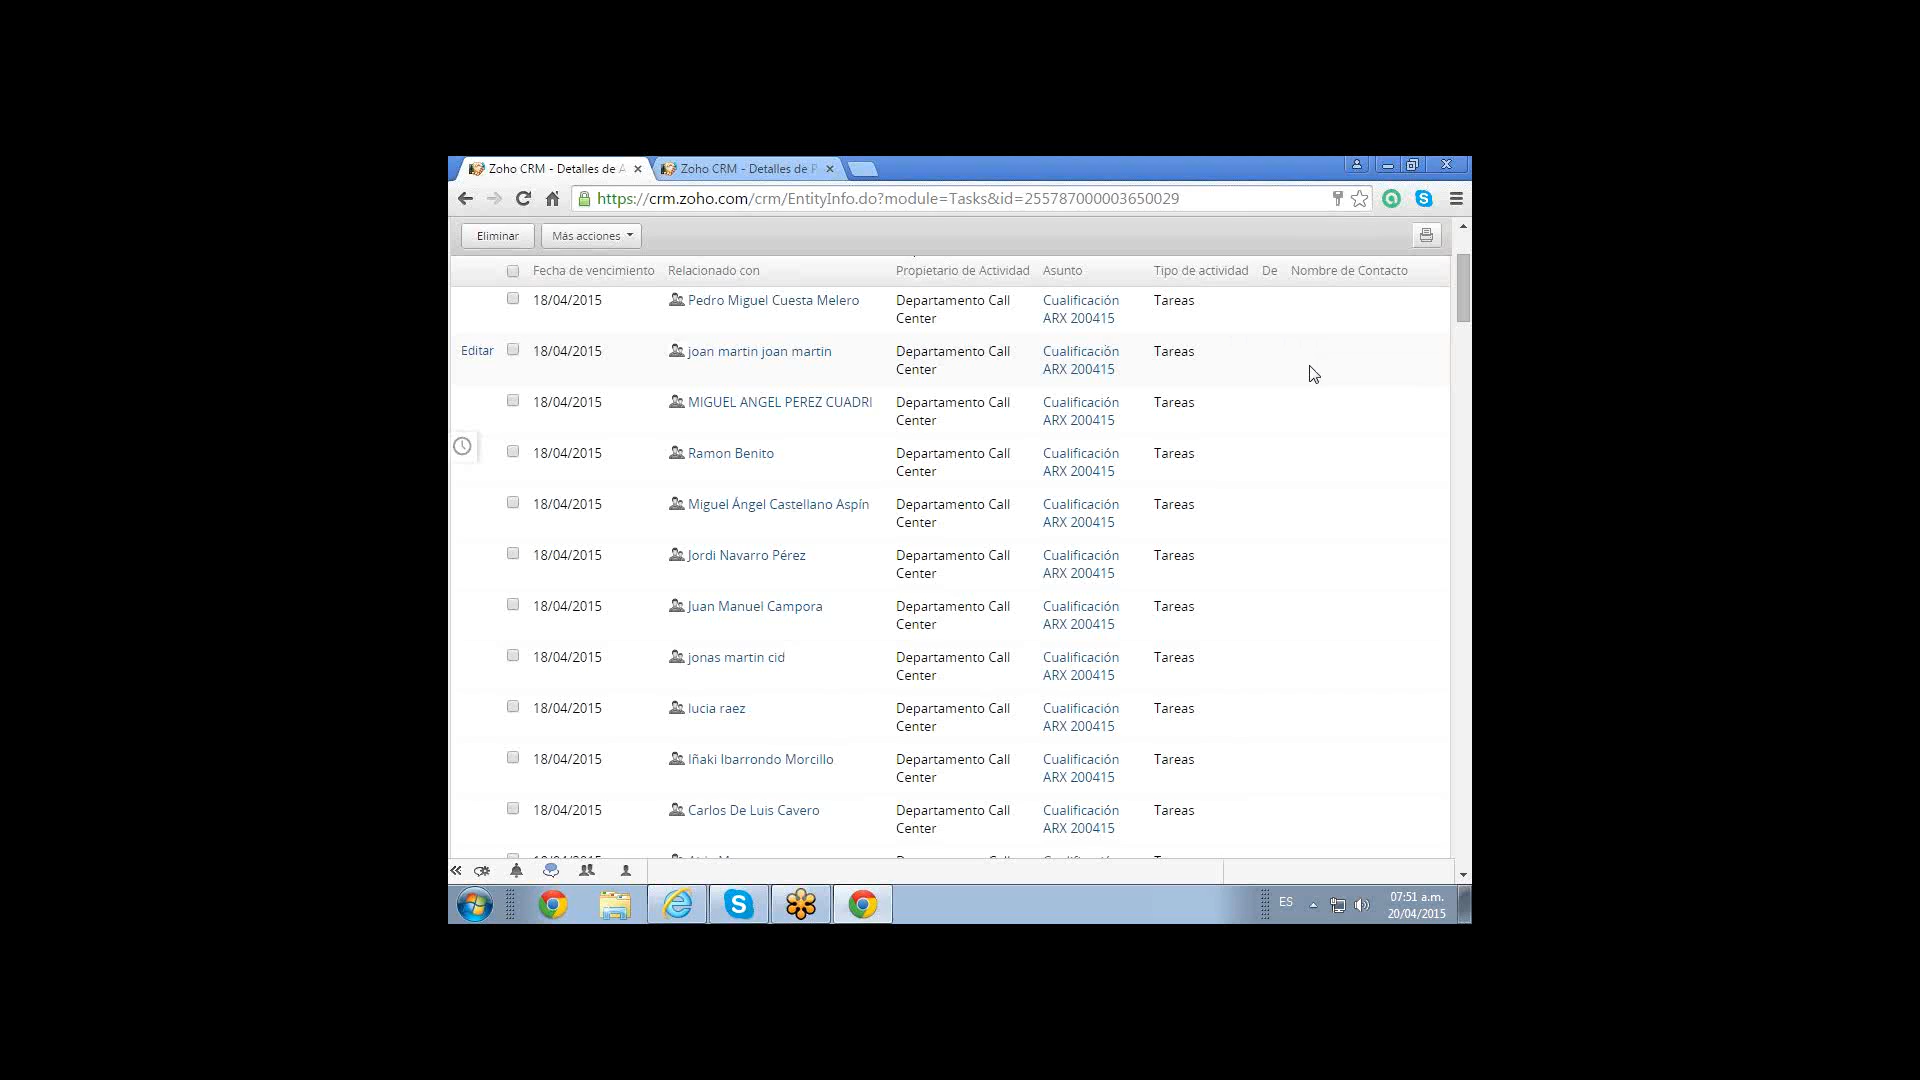 Zoho CRM - Detalles de A
Zoho CRM - Detalles de P
https://crm.zoho.com/crm/EntityInfo.do?module=Tasks&id=255787000003650029
Eliminar
Más acciones
Fecha de vencimiento Relacionado con Propietario de Actividad Asunto Tipo de actividad De Nombre de Contacto
18/04/2015 Pedro Miguel Cuesta Melero Departamento Call Cualificación Tareas
Center ARX 200415
Editar 18/04/2015 joan martin joan martin Departamento Call Cualificación Tareas
Center ARX 200415
18/04/2015 MIGUEL ANGEL PEREZ CUADRI Departamento Call Cualificación Tareas
Center ARX 200415
18/04/2015 Ramon Benito Departamento Call Cualificación Tareas
Center ARX 200415
18/04/2015 Miguel Ángel Castellano Aspín Departamento Call Cualificación Tareas
Center ARX 200415
18/04/2015 Jordi Navarro Pérez Departamento Call Cualificación Tareas
Center ARX 200415
18/04/2015 Juan Manuel Campora Departamento Call Cualificación Tareas
Center ARX 200415
18/04/2015 jonas martin cid Departamento Call Cualificación Tareas
Center ARX 200415
18/04/2015 lucia raez Departamento Call Cualificación Tareas
Center ARX 200415
18/04/2015 Iñaki Ibarrondo Morcillo Departamento Call Cualificación Tareas
Center ARX 200415
18/04/2015 Carlos De Luis Cavero Departamento Call Cualificación Tareas
Center ARX 200415
ES
07:51 a.m.
20/04/2015